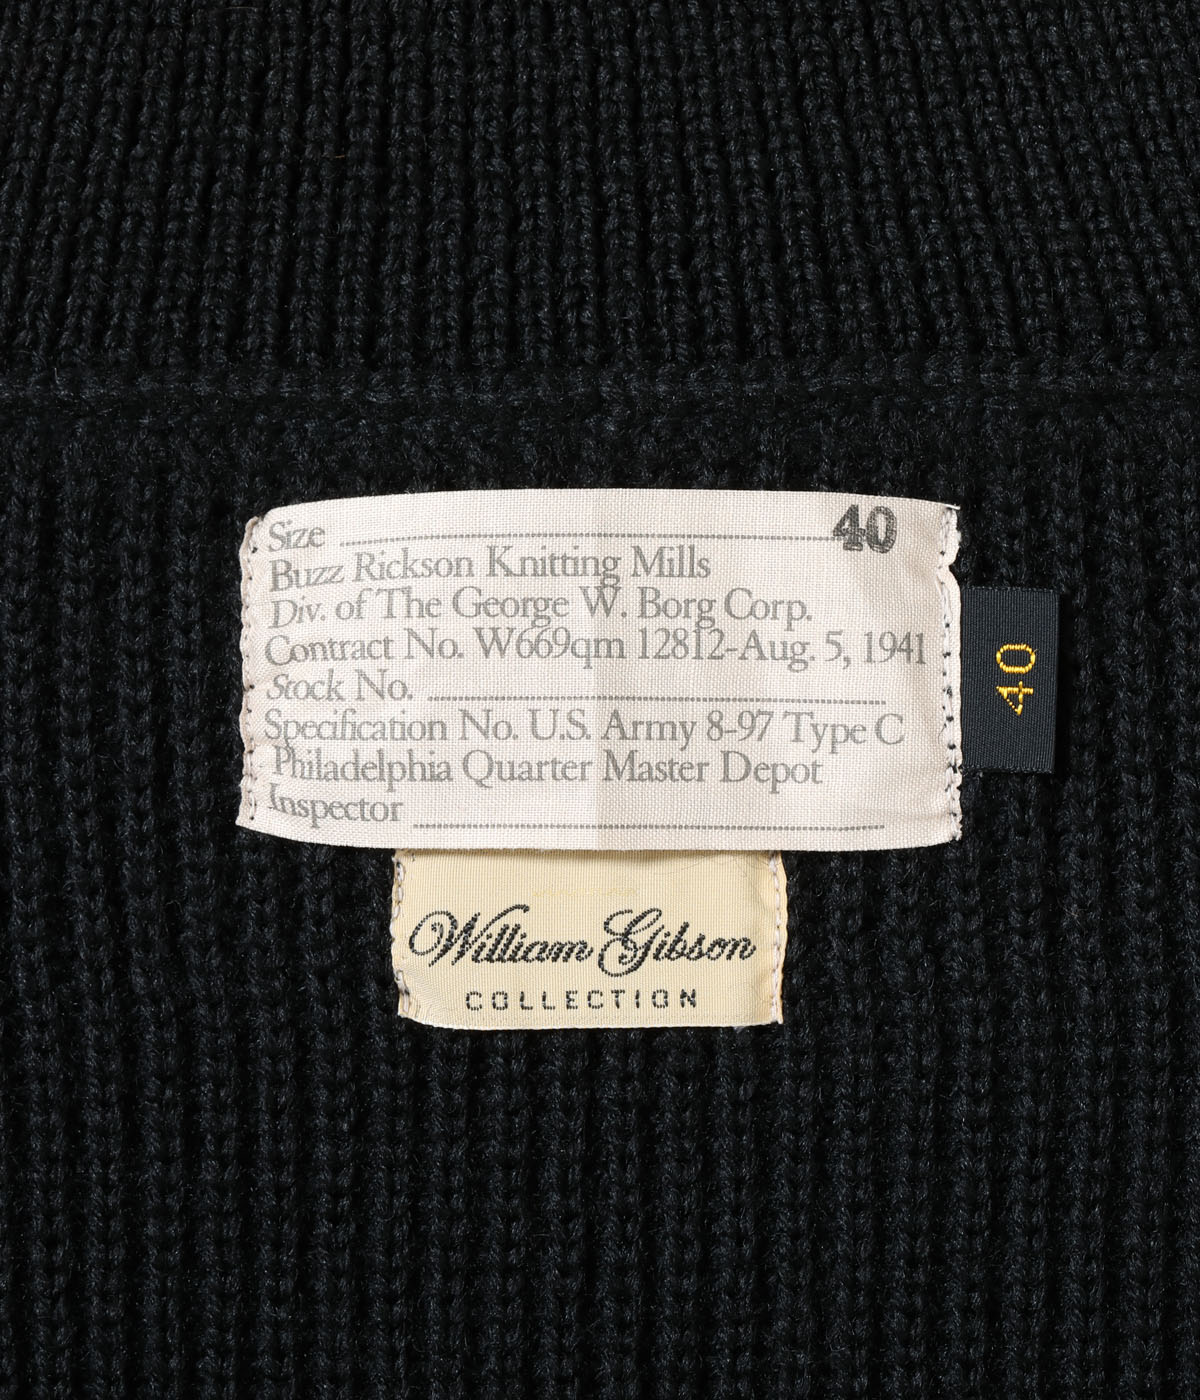 Size 40
Buzz Rickson Knitting Mills
Div. of The George W. Borg Corp.
Contract No. W669qm 12812-Aug. 5, 1941
Stock No.
Specification No. U.S. Army 8-97 Type C
Philadelphia Quarter Master Depot
Inspector
40
William Gibson
COLLECTION